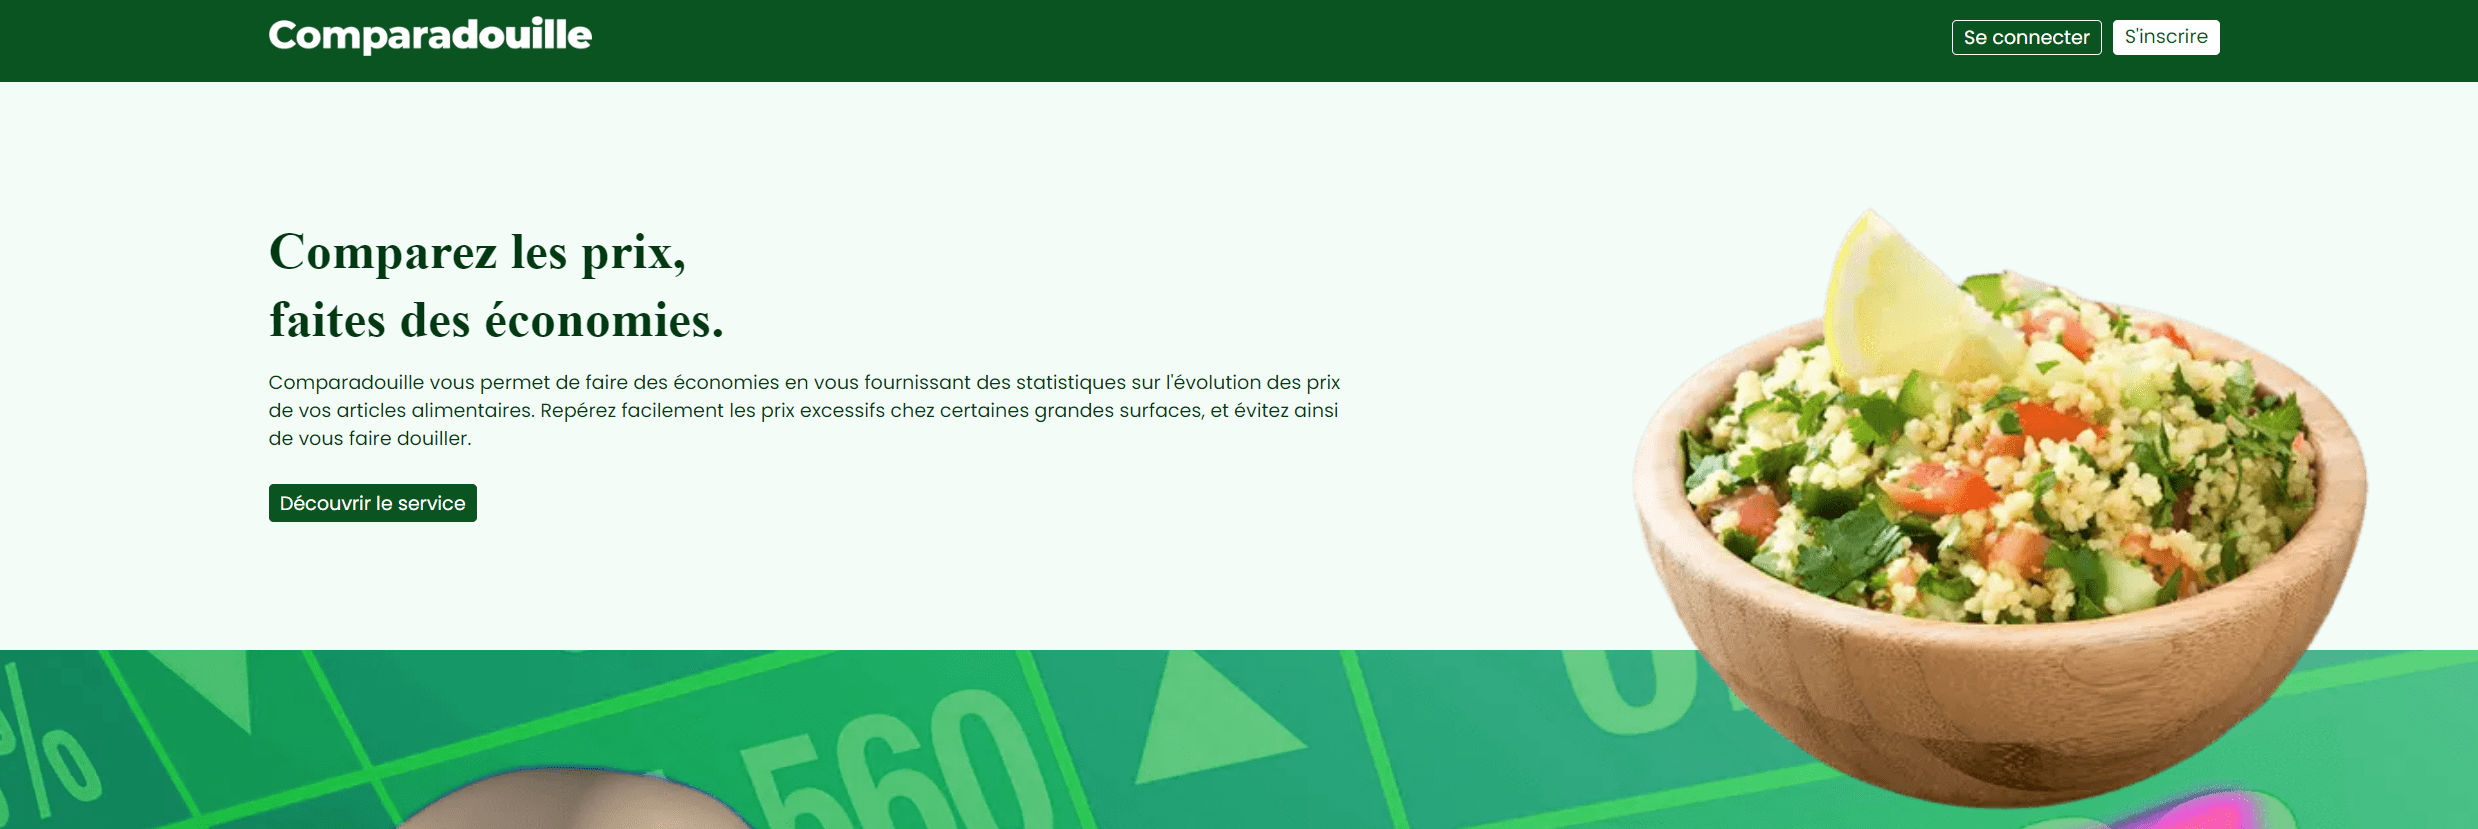 Comparadouille
Se connecter
S'inscrire
Comparez les prix,
faites des économies.
Comparadouille vous permet de faire des économies en vous fournissant des statistiques sur l'évolution des prix
de vos articles alimentaires. Repérez facilement les prix excessifs chez certaines grandes surfaces, et évitez ainsi
de vous faire douiller.
Découvrir le service
%
560